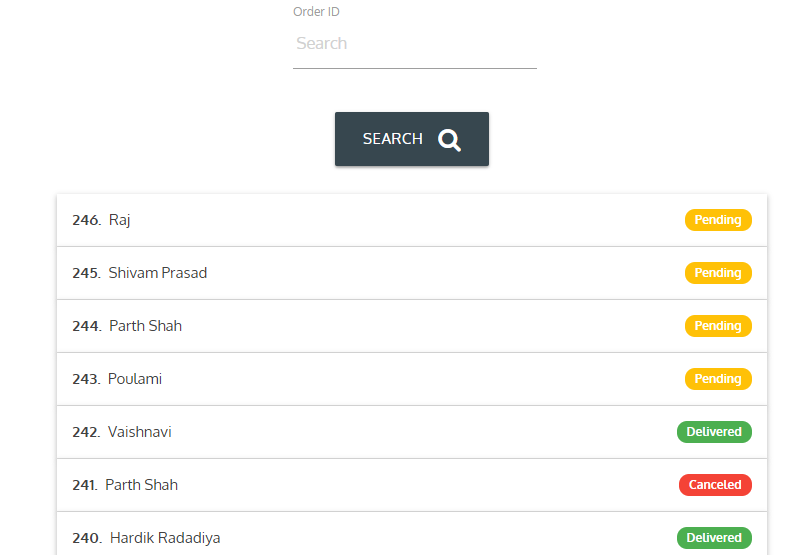 Order ID
Search
SEARCH
246. Raj Pending
245. Shivam Prasad Pending
244. Parth Shah Pending
243. Poulami Pending
242. Vaishnavi Delivered
241. Parth Shah Canceled
240. Hardik Radadiya Delivered